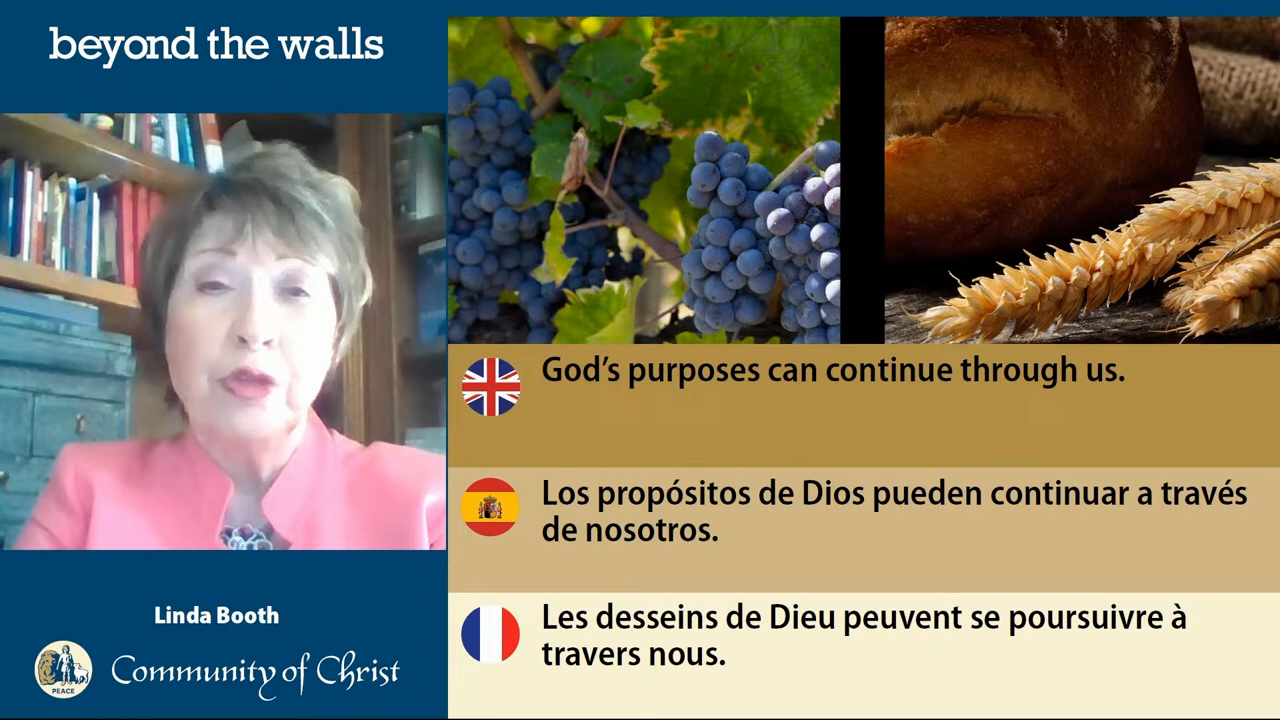 beyond the walls
God's purposes can continue through us.
Los propósitos de Dios pueden continuar a través
de nosotros.
Les desseins de Dieu peuvent se poursuivre à
travers nous.
Linda Booth
PEACE
Community of Christ